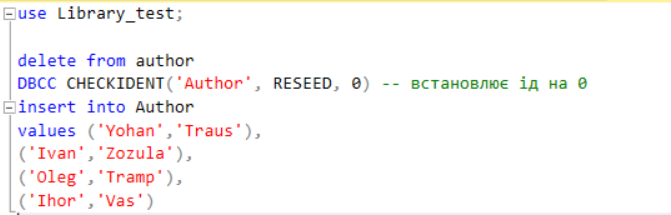 use Library_test;
delete from author
DBCC CHECKIDENT('Author', RESEED, 0) -- встановлює ід на 0
insert into Author
values ('Yohan','Traus'),
('Ivan','Zozula'),
('Oleg','Tramp'),
('Ihor','Vas')